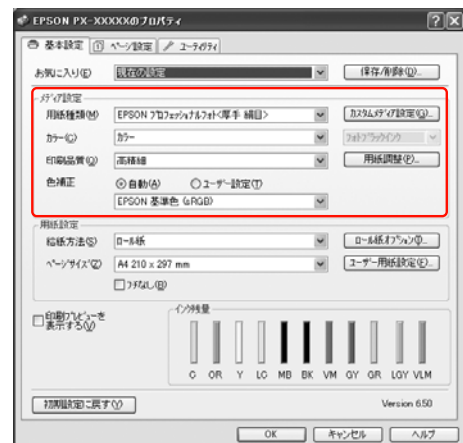 EPSON PX-XXXXXのプロパティ
基本設定 ページ設定 ユーティリティ
お気に入り(E) 現在の設定 保存/削除(D)...
メディア設定
用紙種類(M) EPSON プロフェッショナルフォト<厚手 絹目> カスタムメディア設定(G)...
カラー(C) カラー フォトブラックインク
印刷品質(Q) 高精細 用紙調整(P)...
色補正 自動(A) ユーザー設定(T)
EPSON 基準色 (sRGB)
用紙設定
給紙方法(S) ロール紙 ロール紙オプション(I)...
ページサイズ(Z) A4 210 x 297 mm ユーザー用紙設定(E)...
フチなし(B)
印刷プレビューを表示する(V)
インク残量
C OR Y LC MB BK VM GY GR LGY VLM
初期設定に戻す(Y) Version 6.50
OK キャンセル ヘルプ